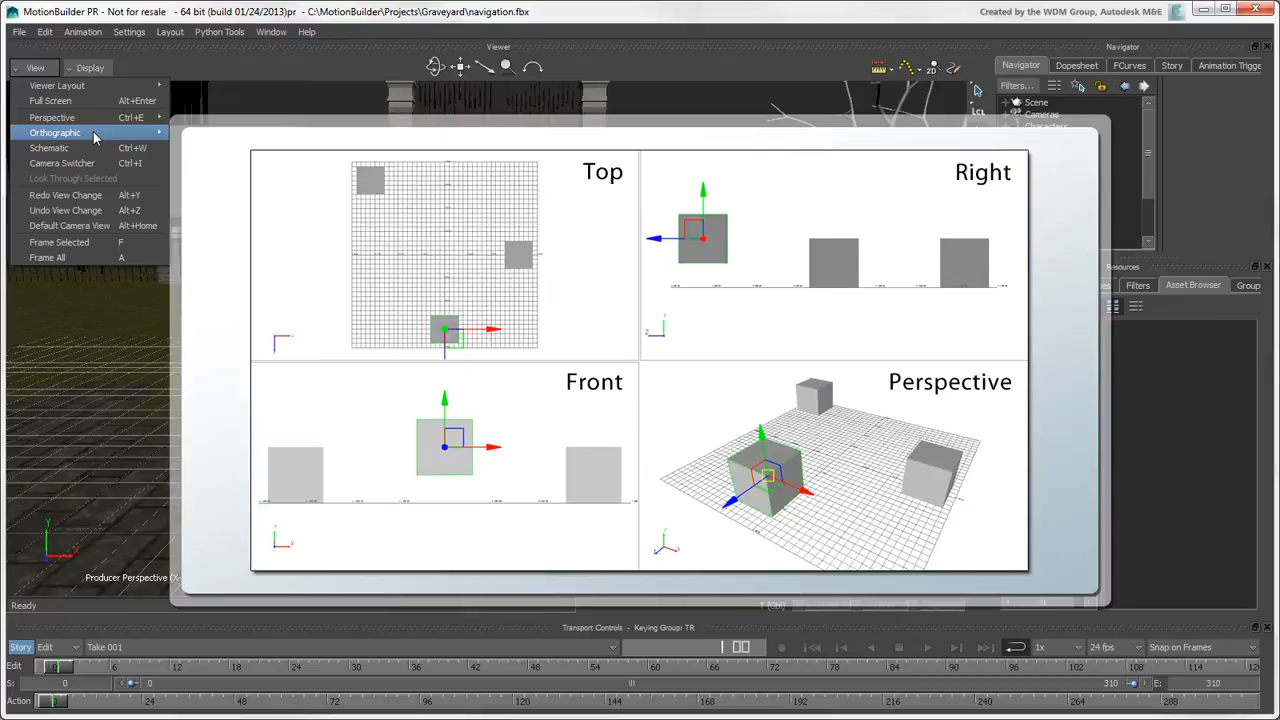 MotionBuilder PR - Not for resale - 64 bit (build 01/24/2013)pr - C:\MotionBuilder\Projects\Graveyard\navigation.fbx
Created by the WDM Group, Autodesk M&E
File Edit Animation Settings Layout Python Tools Window Help
Viewer
Navigator
View Display
2D
Navigator Dopesheet FCurves Story Animation Trigge
Filters...
Scene
Cameras
Characters
LCL
Viewer Layout
Full Screen Alt+Enter
Perspective Ctrl+E
Orthographic
Schematic Ctrl+W
Camera Switcher Ctrl+I
Look Through Selected
Redo View Change Alt+Y
Undo View Change Alt+Z
Default Camera View Alt+Home
Frame Selected F
Frame All A
Top
Right
Front
Perspective
Resources
Filters Asset Browser Group
Y
X
Producer Perspective (X-
Ready
T (Gbl)
Transport Controls - Keying Group: TR
Story Edit Take 001 1x 24 fps Snap on Frames
Edit 6 12 18 24 30 36 42 48 54 60 66 72 78 84 90 96 102 108 114 120
S: 0 0 310 E: 310
Action 24 48 72 96 120 144 168 192 216 240 264 288